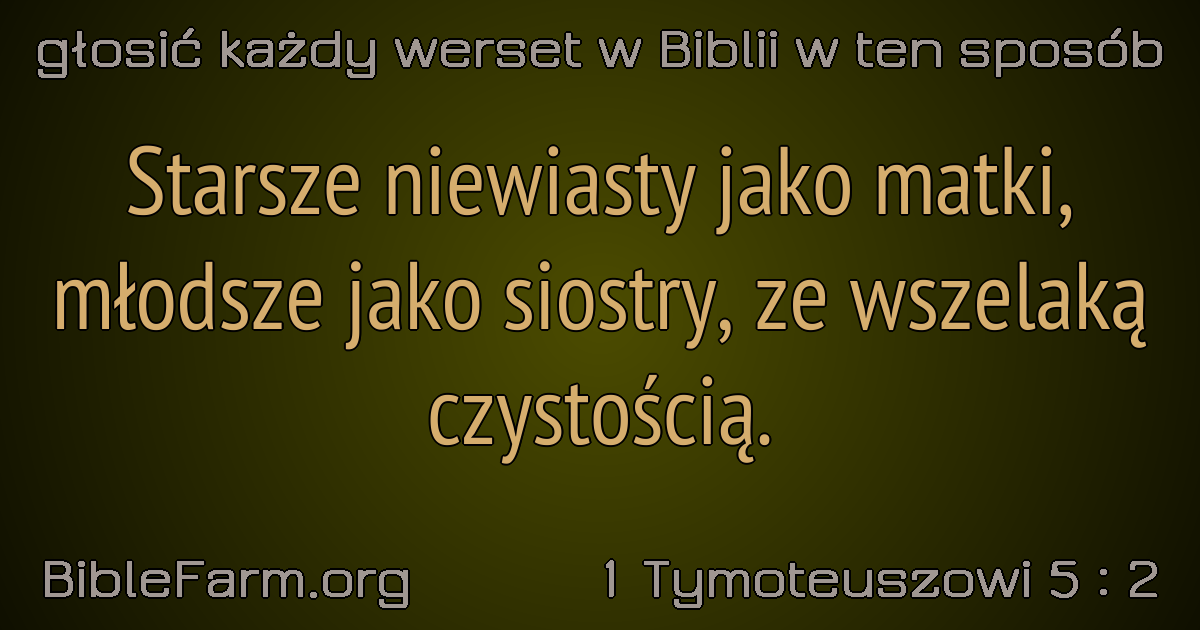 głosić każdy werset w Biblii w ten sposób
Starsze niewiasty jako matki,
młodsze jako siostry, ze wszelaką
czystością.
BibleFarm.org
1 Tymoteuszowi 5 : 2